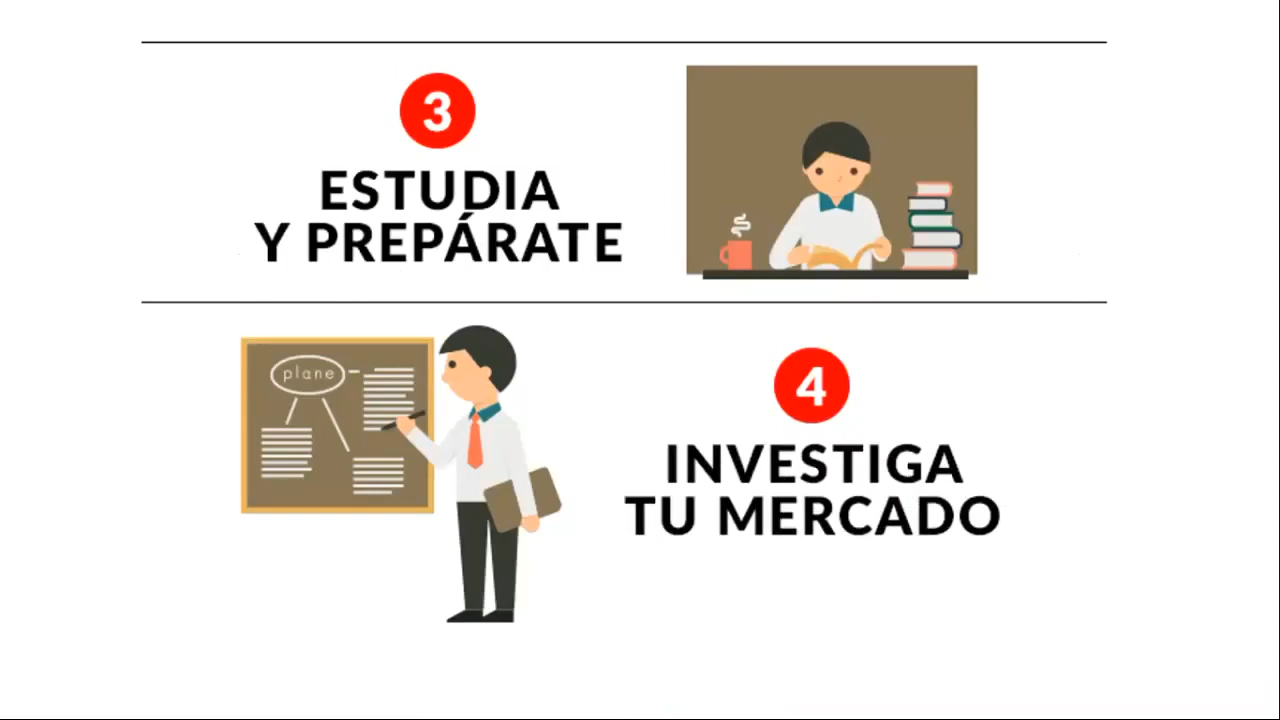 3
ESTUDIA
Y PREPÁRATE
plane
4
INVESTIGA
TU MERCADO